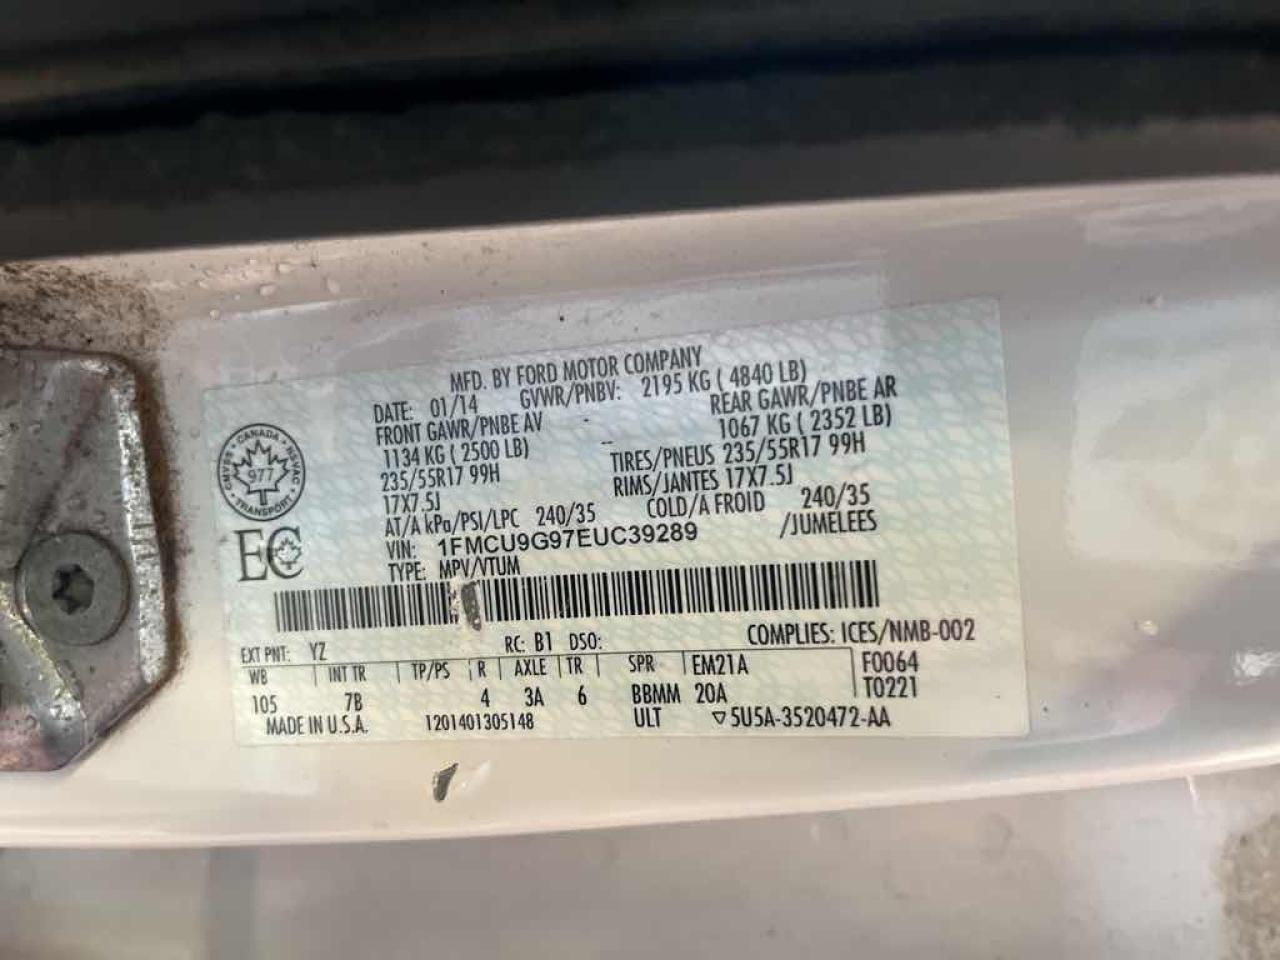 MFD. BY FORD MOTOR COMPANY
DATE: 01/14 GVWR/PNBV: 2195 KG ( 4840 LB)
FRONT GAWR/PNBE AV - REAR GAWR/PNBE AR
1134 KG ( 2500 LB) -- 1067 KG ( 2352 LB)
235/55R17 99H TIRES/PNEUS 235/55R17 99H
17X7.5J RIMS/JANTES 17X7.5J
AT/A kPa/PSI/LPC 240/35 COLD/A FROID 240/35
VIN: 1FMCU9G97EUC39289 /JUMELEES
TYPE: MPV/VTUM
CANADA
977
TRANSPORT
NSVAC
EC
EXT PNT: YZ RC: B1 DSO: COMPLIES: ICES/NMB-002
WB INT TR TP/PS R AXLE TR SPR EM21A F0064
105 7B 4 3A 6 BBMM 20A T0221
MADE IN U.S.A. 1201401305148 ULT ▽5U5A-3520472-AA